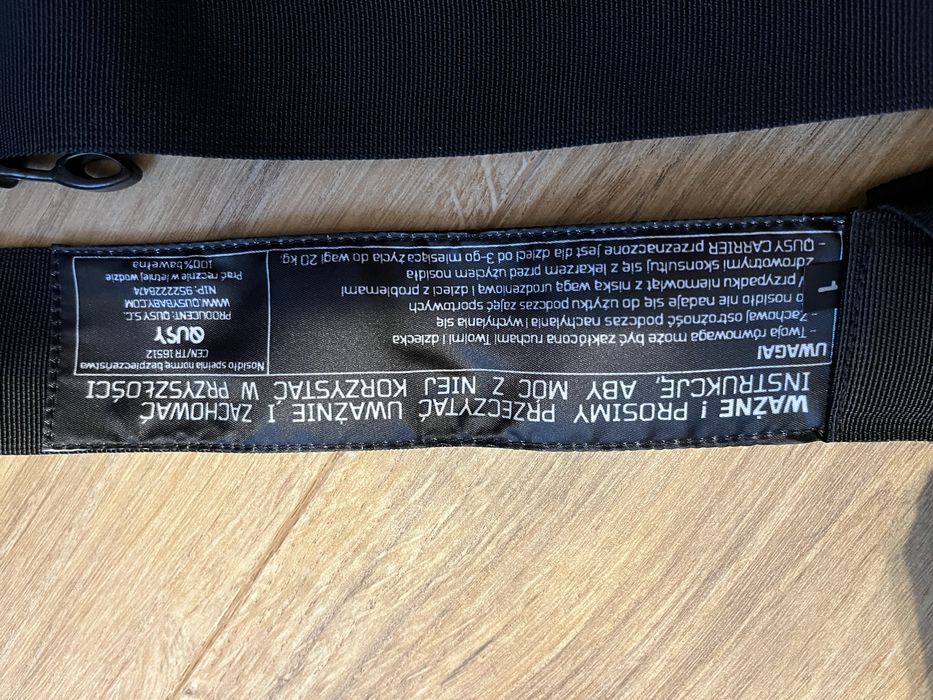 WAŻNE! PROSIMY PRZECZYTAĆ UWAŻNIE I ZACHOWAĆ
INSTRUKCJĘ, ABY MÓC Z NIEJ KORZYSTAĆ W PRZYSZŁOŚCI
UWAGA!
- Twoja równowaga może być zakłócona ruchami Twoimi i dziecka
- Zachowaj ostrożność podczas nachylania i wychylania się
o nosidło nie nadaje się do użytku podczas zajęć sportowych
przypadku niemowląt z niską wagą urodzeniową i dzieci z problemami
zdrowotnymi skonsultuj się z lekarzem przed użyciem nosidła
- QUSY CARRIER przeznaczone jest dla dzieci od 3-go miesiąca życia do wagi 20 kg.
1
Nosidło spełnia normę bezpieczeństwa
CEN/TR 16512
QUSY
PRODUCENT: QUSY S.C.
WWW.QUSYBABY.COM
NIP: 9522228474
Prać ręcznie w letniej wodzie
100% bawełna